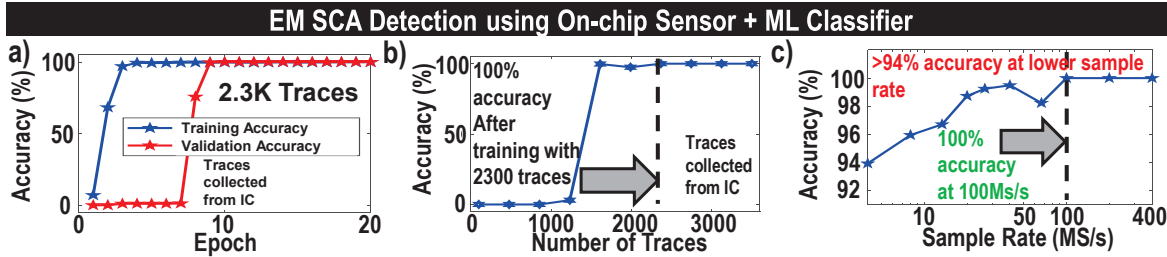 EM SCA Detection using On-chip Sensor + ML Classifier
a)
Accuracy (%)
100
50
0
2.3K Traces
Training Accuracy
Validation Accuracy
Traces
collected
from IC
0
10
20
Epoch
b)
Accuracy (%)
100
50
0
100%
accuracy
After
training with
2300 traces
Traces
collected
from IC
0
1000
2000
3000
Number of Traces
c)
Accuracy (%)
100
98
96
94
92
>94% accuracy at lower sample
rate
100%
accuracy
at 100Ms/s
10
50
100
400
Sample Rate (MS/s)